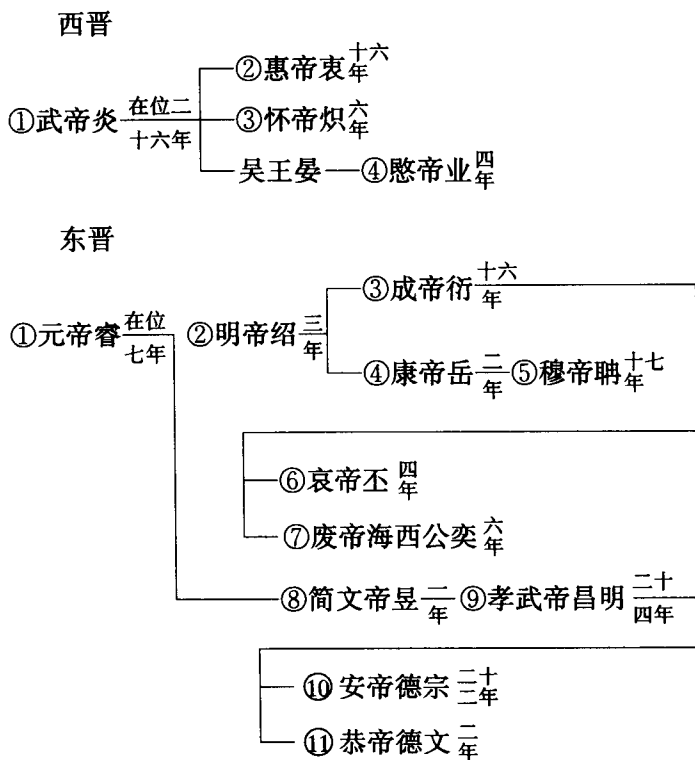 西晋
②惠帝衷十六年
①武帝炎在位二十六年
③怀帝炽六年
吴王晏
④愍帝业四年
东晋
③成帝衍十六年
①元帝睿在位七年
②明帝绍三年
④康帝岳二年
⑤穆帝聃十七年
⑥哀帝丕四年
⑦废帝海西公奕六年
⑧简文帝昱二年
⑨孝武帝昌明二十四年
⑩安帝德宗二十二年
⑪恭帝德文二年